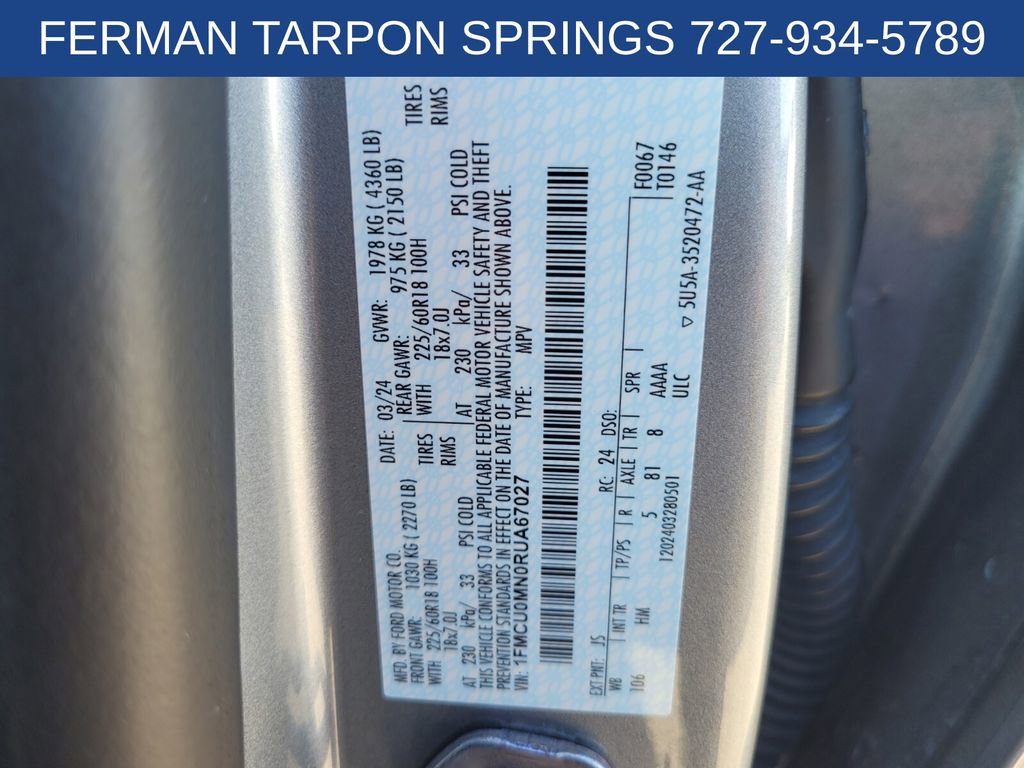 FERMAN TARPON SPRINGS 727-934-5789
MFD. BY FORD MOTOR CO.
DATE: 03/24 GVWR: 1978 KG ( 4360 LB)
FRONT GAWR: 1030 KG ( 2270 LB) REAR GAWR: 975 KG ( 2150 LB)
WITH 225/60R18 100H TIRES WITH 225/60R18 100H TIRES
18x7.0J RIMS 18x7.0J RIMS
AT 230 kPa/ 33 PSI COLD AT 230 kPa/ 33 PSI COLD
THIS VEHICLE CONFORMS TO ALL APPLICABLE FEDERAL MOTOR VEHICLE SAFETY AND THEFT
PREVENTION STANDARDS IN EFFECT ON THE DATE OF MANUFACTURE SHOWN ABOVE.
VIN: 1FMCU0MN0RUA67027 TYPE: MPV
EXT PNT: JS RC: 24 DSO: F0067
WB INT TR TP/PS R AXLE TR SPR T0146
106 HM 5 81 8 AAAA
ULC
120240328050​1 ▽ 5U5A-3520472-AA